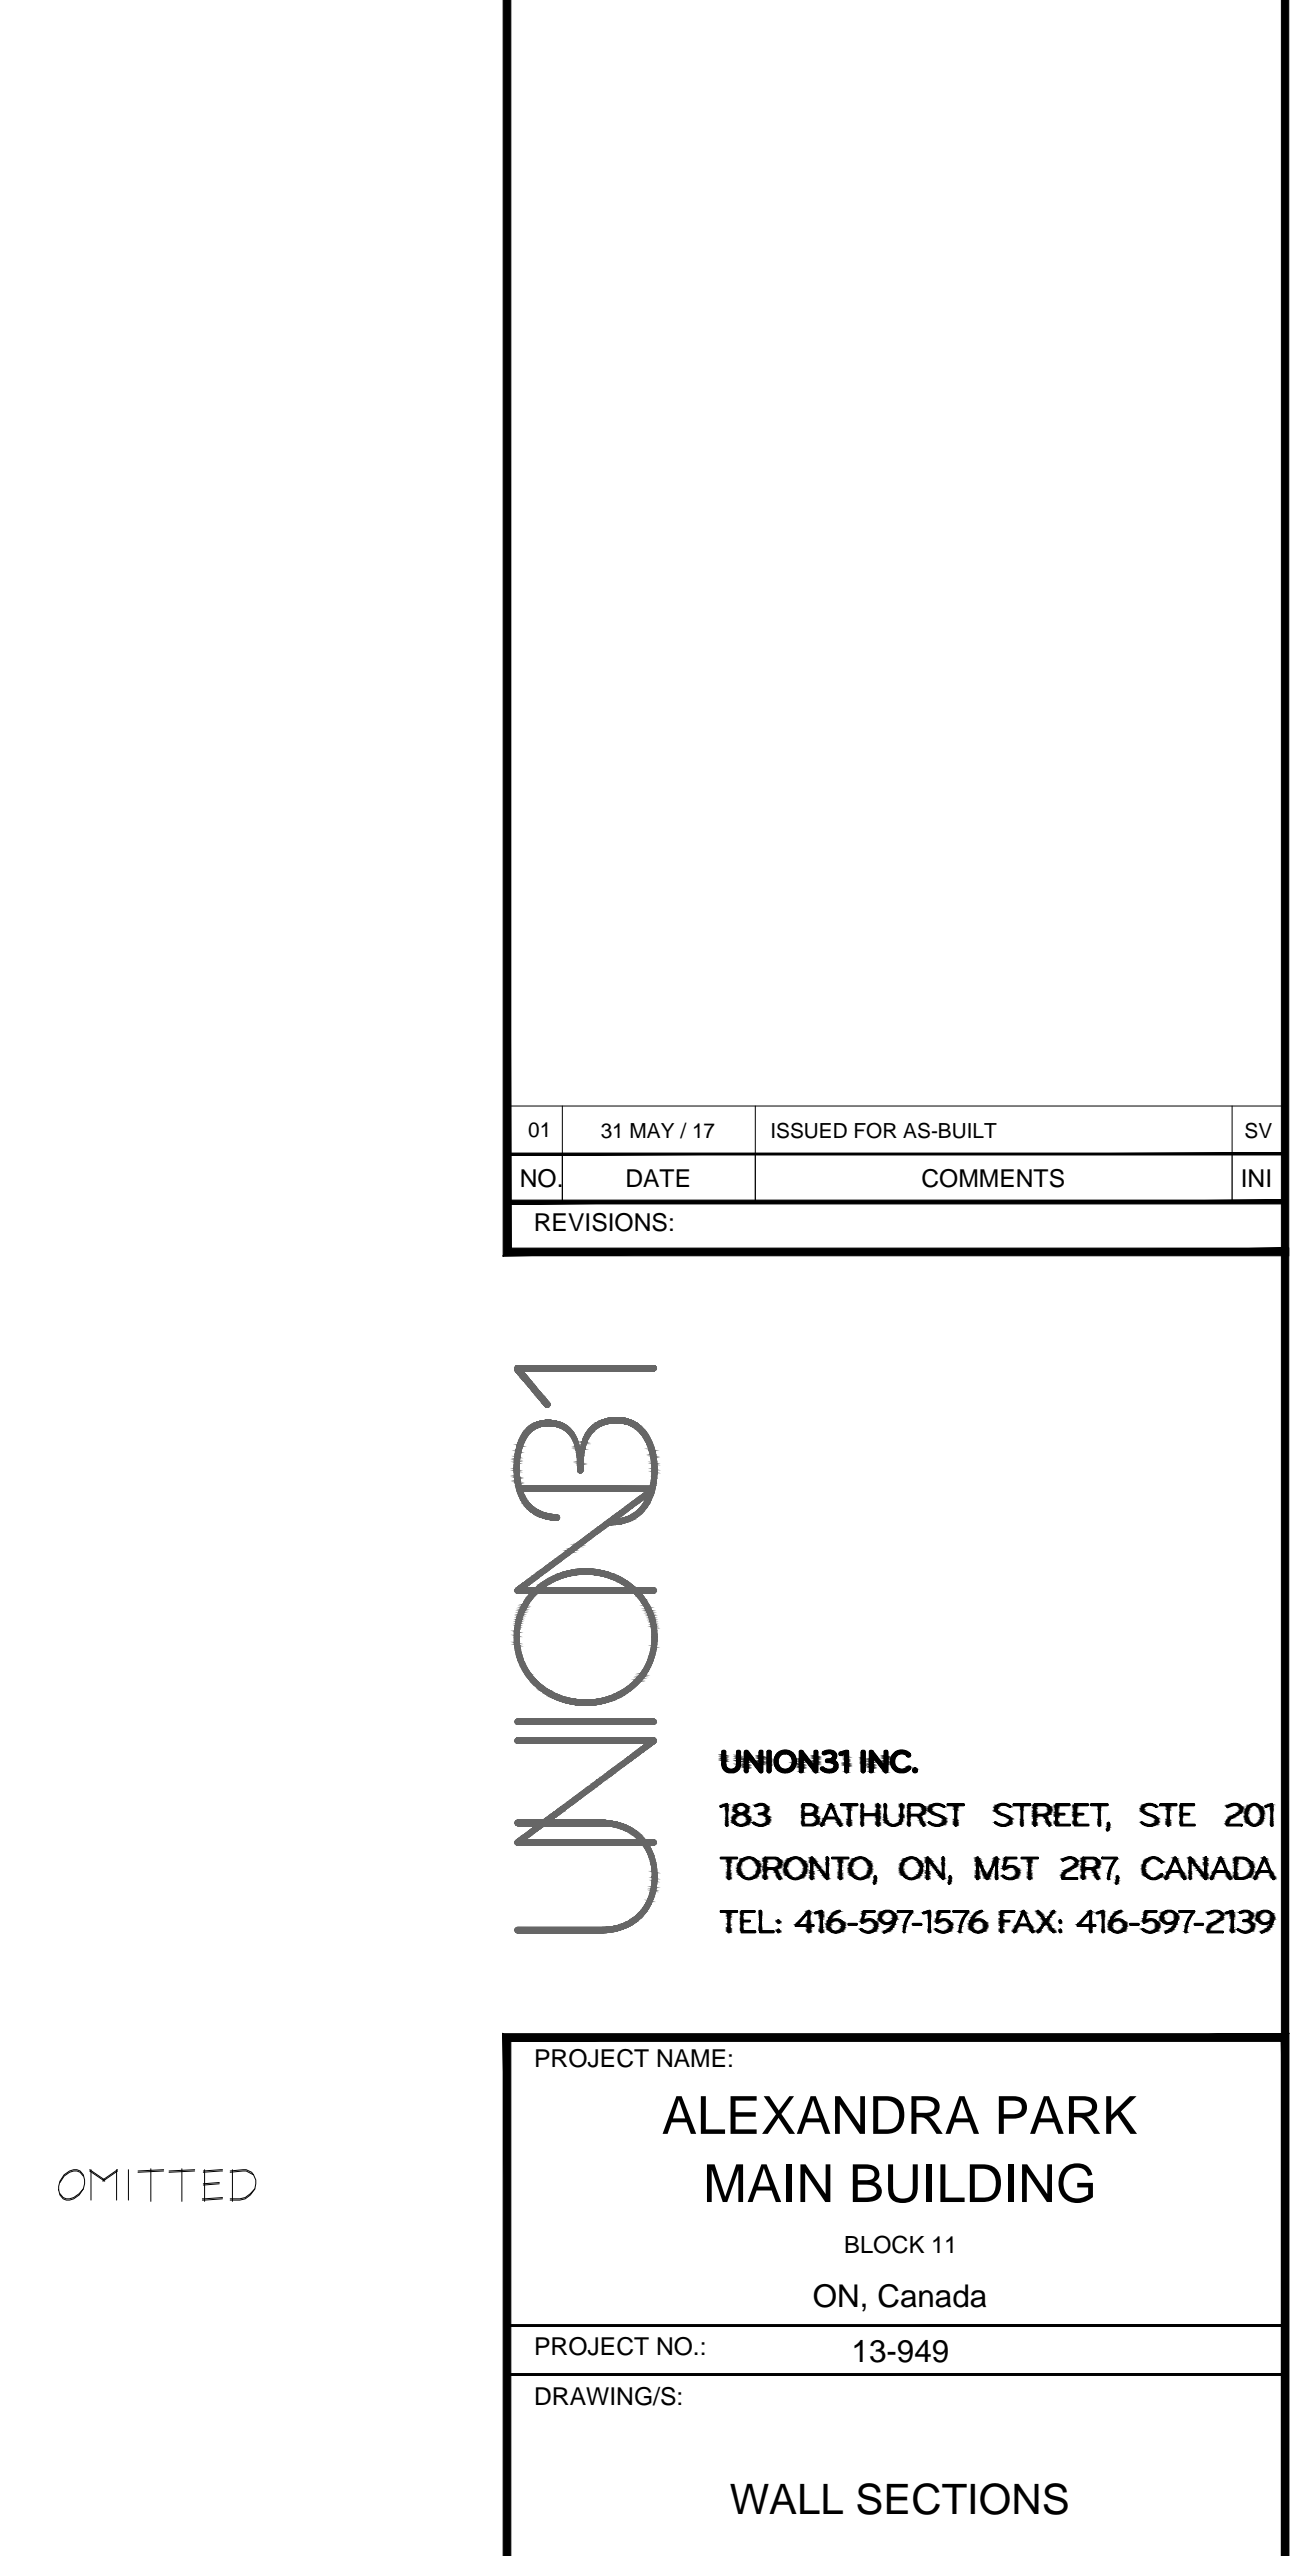 01 31 MAY / 17 ISSUED FOR AS-BUILT SV
NO. DATE COMMENTS INI
REVISIONS:
UNION31
UNION31 INC.
183 BATHURST STREET, STE 201
TORONTO, ON, M5T 2R7, CANADA
TEL: 416-597-1576 FAX: 416-597-2139
PROJECT NAME:
ALEXANDRA PARK
MAIN BUILDING
BLOCK 11
ON, Canada
OMITTED
PROJECT NO.: 13-949
DRAWING/S:
WALL SECTIONS